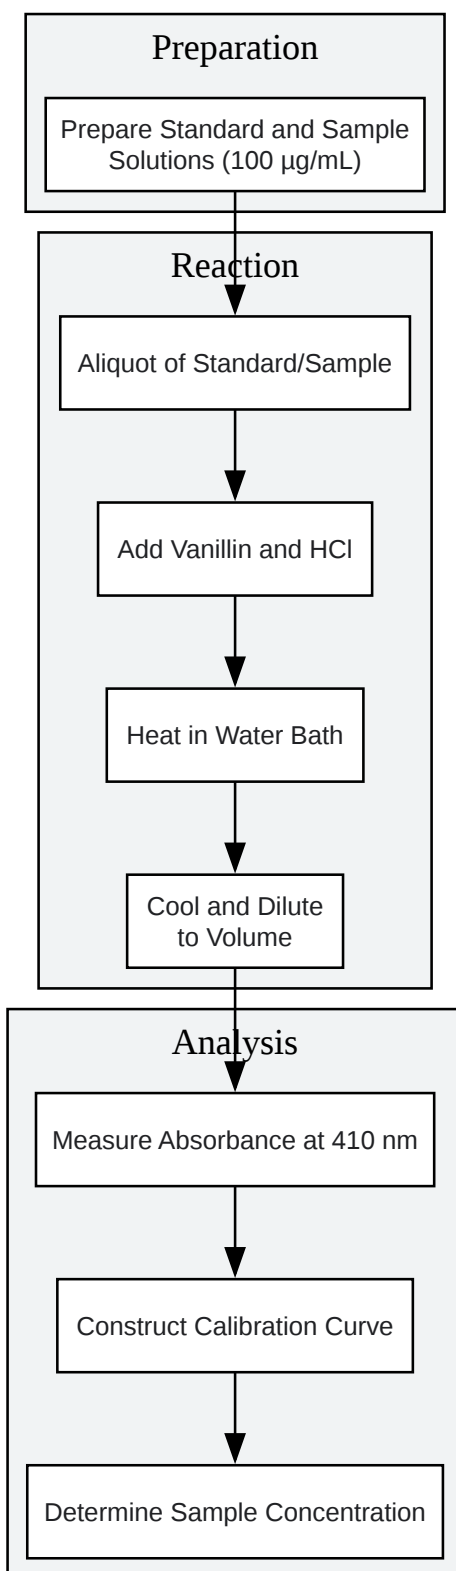 Preparation
Prepare Standard and Sample
Solutions (100 µg/mL)
Reaction
Aliquot of Standard/Sample
Add Vanillin and HCl
Heat in Water Bath
Cool and Dilute
to Volume
Analysis
Measure Absorbance at 410 nm
Construct Calibration Curve
Determine Sample Concentration